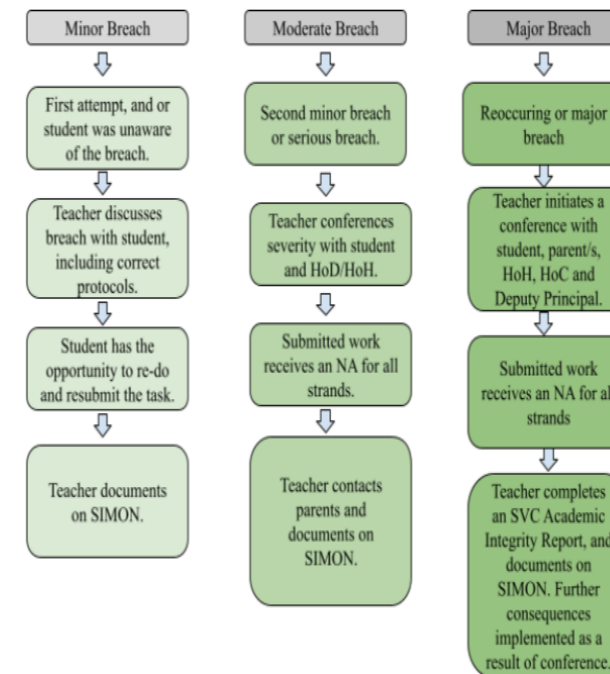 Minor Breach
First attempt, and or
student was unaware
of the breach.
Teacher discusses
breach with student,
including correct
protocols.
Student has the
opportunity to re-do
and resubmit the task.
Teacher documents
on SIMON.
Moderate Breach
Second minor breach
or serious breach.
Teacher conferences
severity with student
and HoD/HoH.
Submitted work
receives an NA for all
strands.
Teacher contacts
parents and
documents on
SIMON.
Major Breach
Reoccuring or major
breach
Teacher initiates a
conference with
student, parent/s,
HoH, HoC and
Deputy Principal.
Submitted work
receives an NA for all
strands
Teacher completes
an SVC Academic
Integrity Report, and
documents on
SIMON. Further
consequences
implemented as a
result of conference.